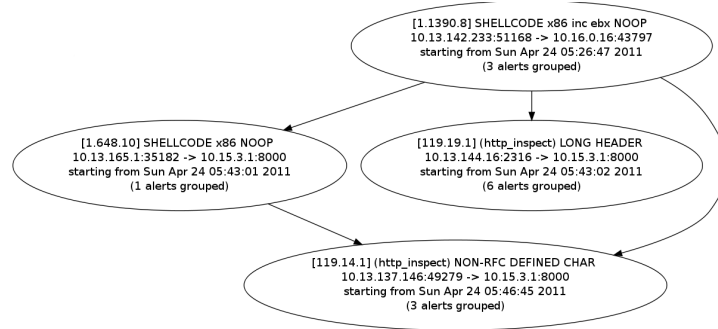 [1.1390.8] SHELLCODE x86 inc ebx NOOP
10.13.142.233:51168 -> 10.16.0.16:43797
starting from Sun Apr 24 05:26:47 2011
(3 alerts grouped)
[1.648.10] SHELLCODE x86 NOOP
10.13.165.1:35182 -> 10.15.3.1:8000
starting from Sun Apr 24 05:43:01 2011
(1 alerts grouped)
[119.19.1] (http_inspect) LONG HEADER
10.13.144.16:2316 -> 10.15.3.1:8000
starting from Sun Apr 24 05:43:02 2011
(6 alerts grouped)
[119.14.1] (http_inspect) NON-RFC DEFINED CHAR
10.13.137.146:49279 -> 10.15.3.1:8000
starting from Sun Apr 24 05:46:45 2011
(3 alerts grouped)